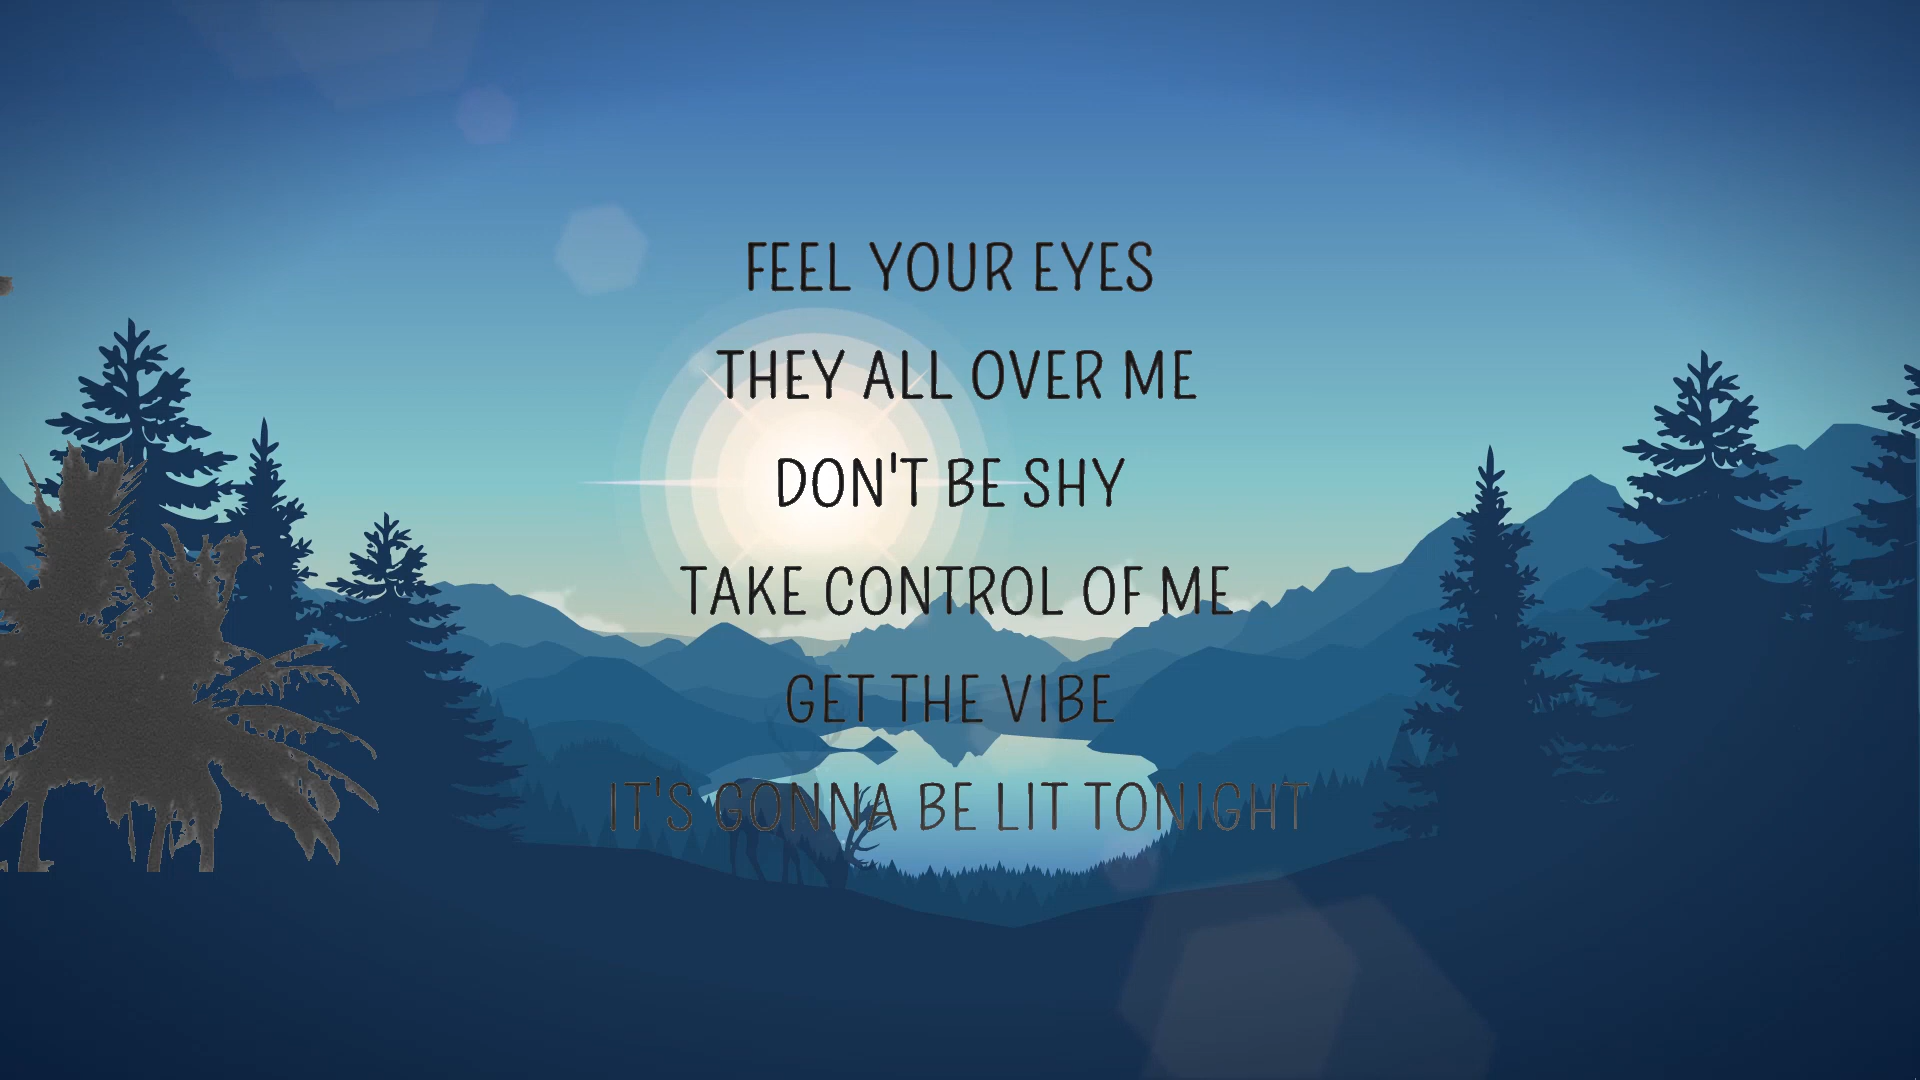 FEEL YOUR EYES
THEY ALL OVER ME
DON'T BE SHY
TAKE CONTROL OF ME
GET THE VIBE
IT'S GONNA BE LIT TONIGHT